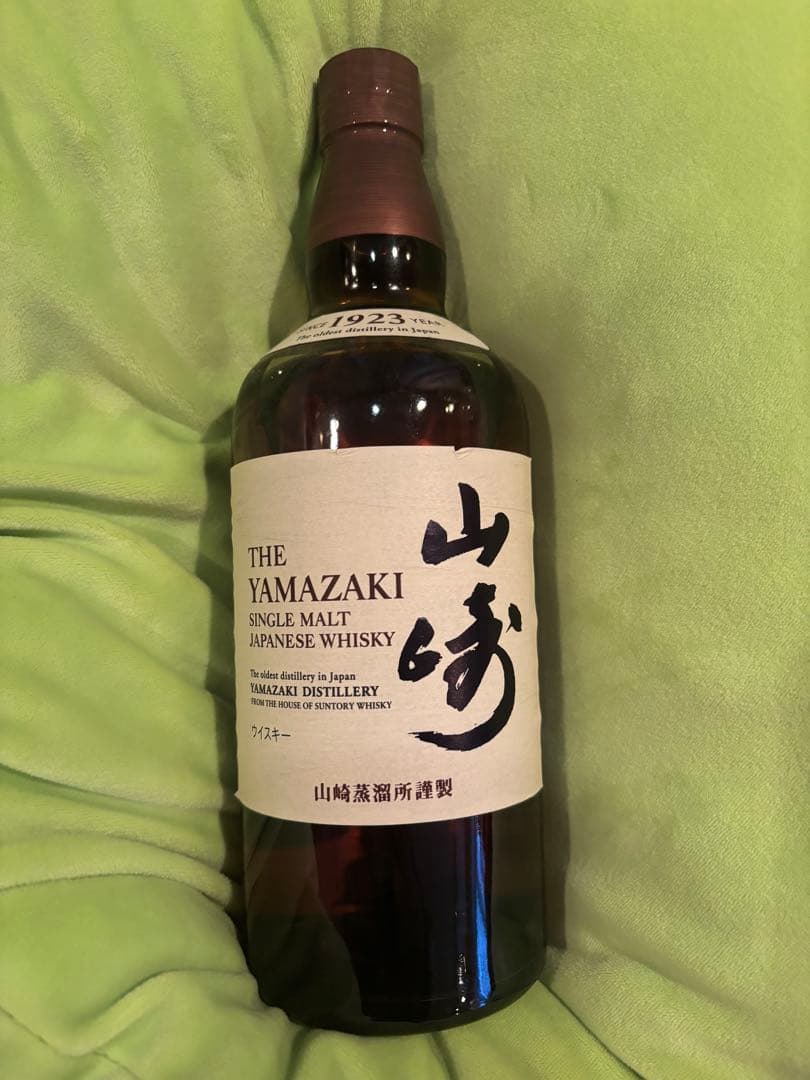 SINCE 1923 YEAR
The oldest distillery in Japan
THE
YAMAZAKI
SINGLE MALT
JAPANESE WHISKY
山崎
The oldest distillery in Japan
YAMAZAKI DISTILLERY
FROM THE HOUSE OF SUNTORY WHISKY
ウイスキー
山崎蒸溜所謹製